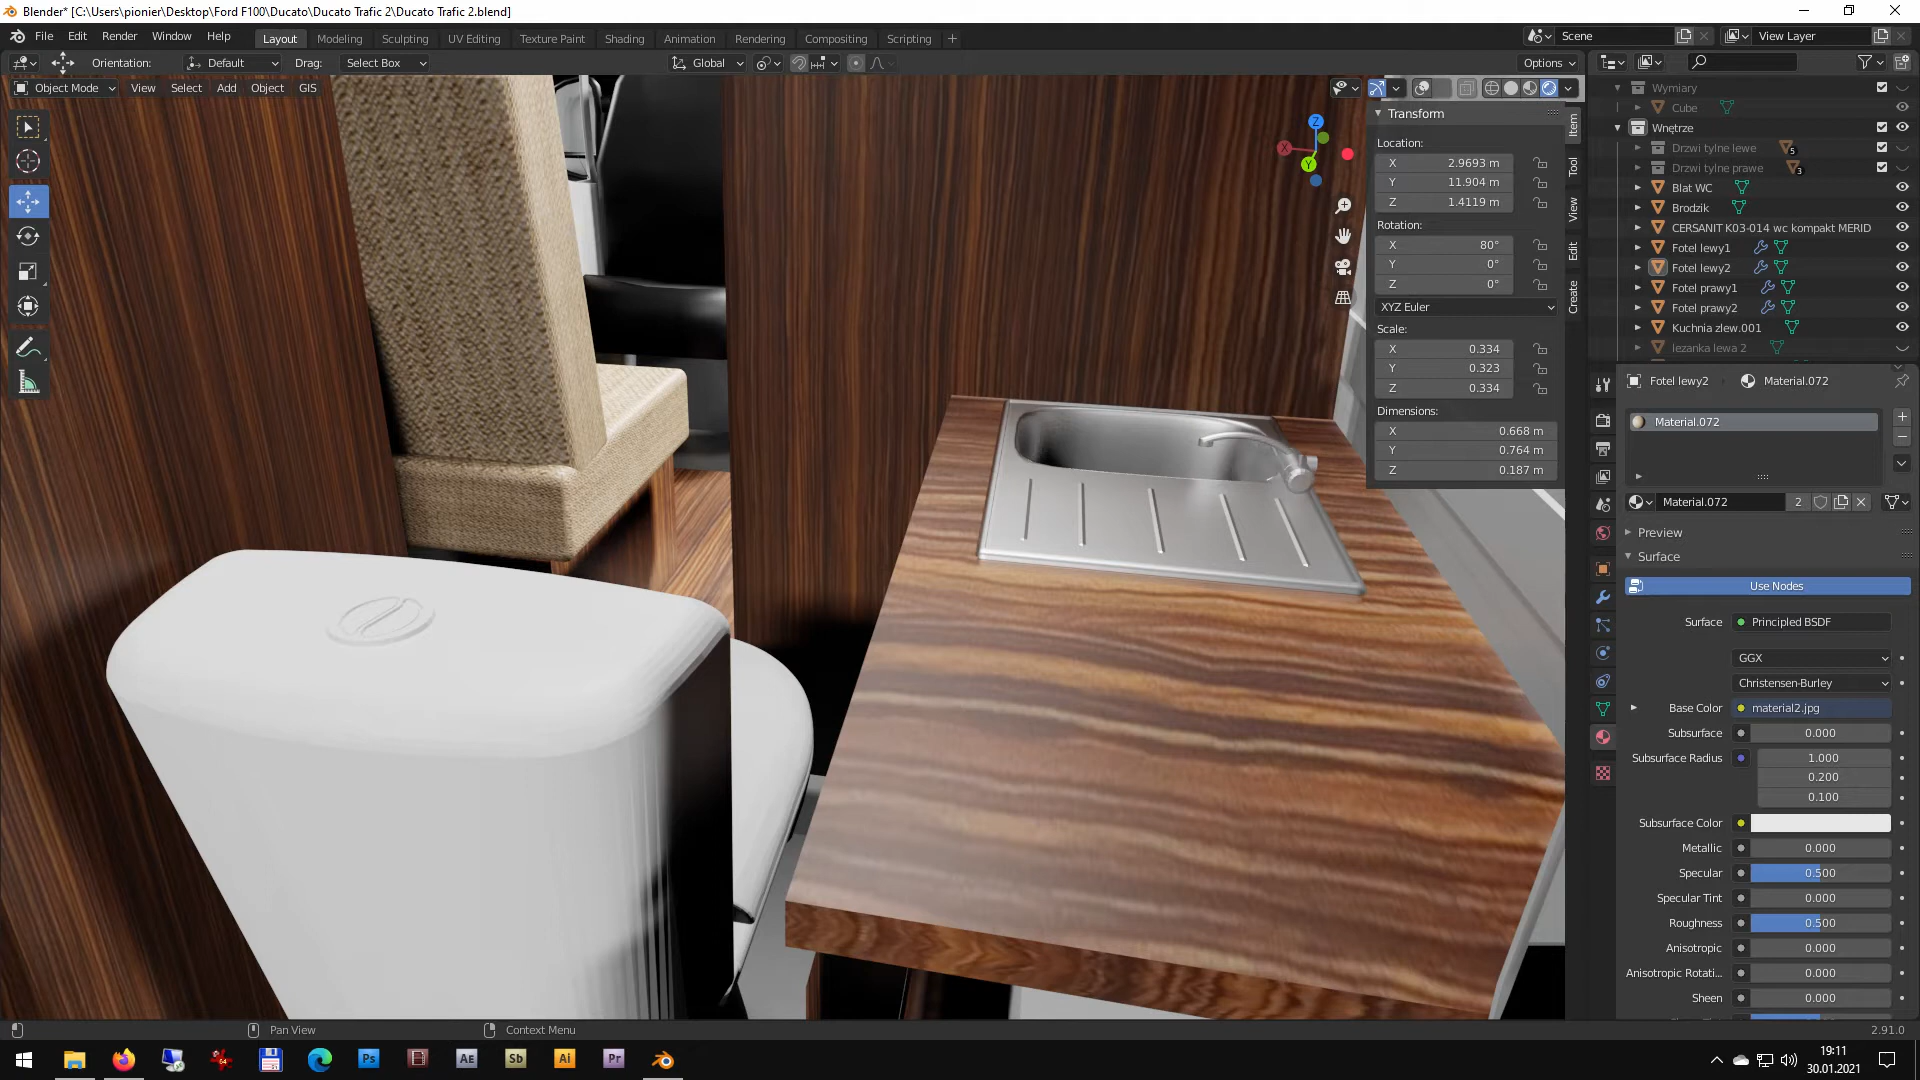 Blender* [C:\Users\pionier\Desktop\Ford F100\Ducato\Ducato Trafic 2\Ducato Trafic 2.blend]
File Edit Render Window Help Layout Modeling Sculpting UV Editing Texture Paint Shading Animation Rendering Compositing Scripting + Scene View Layer
Orientation: Default Drag: Select Box Global Options
Object Mode View Select Add Object GIS
Transform
Location:
X 2.9693 m
Y 11.904 m
Z 1.4119 m
Rotation:
X 80°
Y 0°
Z 0°
XYZ Euler
Scale:
X 0.334
Y 0.323
Z 0.334
Dimensions:
X 0.668 m
Y 0.764 m
Z 0.187 m
Item
Tool
View
Edit
Create
Z
X
Y
Wymiary
Cube
Wnętrze
Drzwi tylne lewe 5
Drzwi tylne prawe 3
Blat WC
Brodzik
CERSANIT K03-014 wc kompakt MERID
Fotel lewy1
Fotel lewy2
Fotel prawy1
Fotel prawy2
Kuchnia zlew.001
lezanka lewa 2
Fotel lewy2 Material.072
Material.072
Material.072 2
Preview
Surface
Use Nodes
Surface Principled BSDF
GGX
Christensen-Burley
Base Color material2.jpg
Subsurface 0.000
Subsurface Radius 1.000
0.200
0.100
Subsurface Color
Metallic 0.000
Specular 0.500
Specular Tint 0.000
Roughness 0.500
Anisotropic 0.000
Anisotropic Rotati... 0.000
Sheen 0.000
Pan View Context Menu 2.91.0
64 Ps AE Sb Ai Pr
19:11
30.01.2021